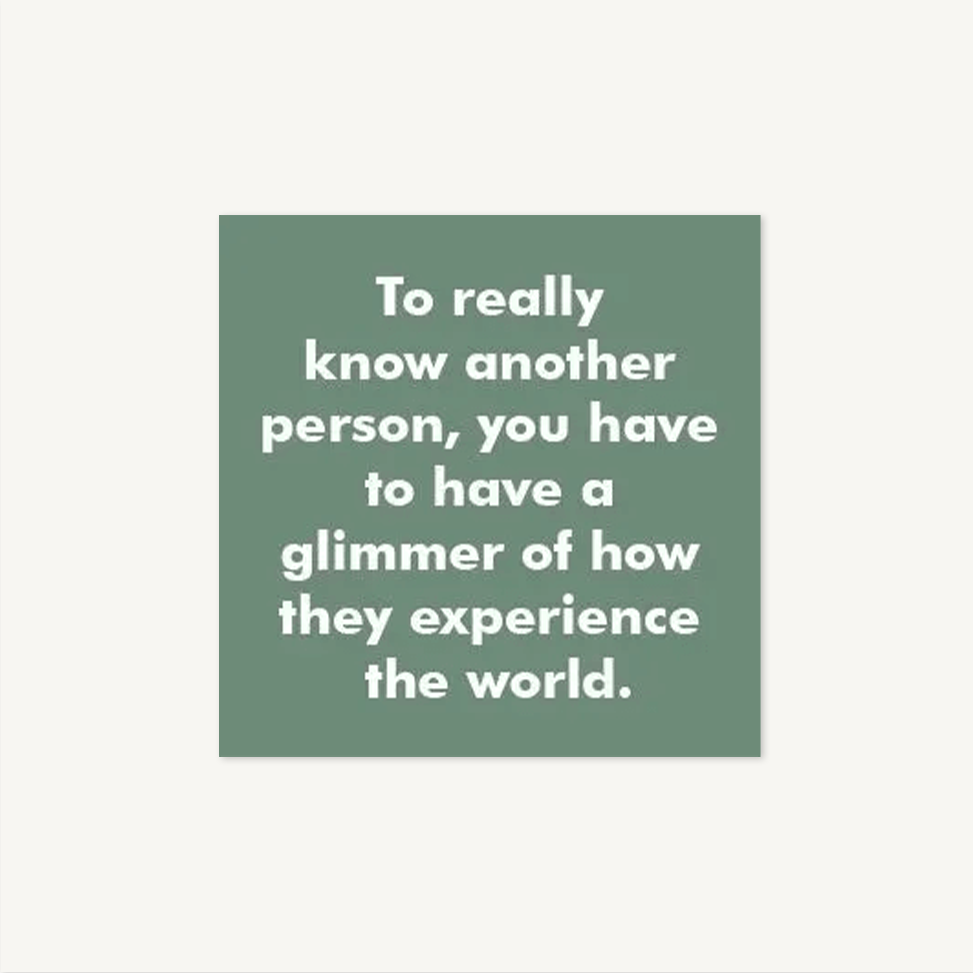 To really
know another
person, you have
to have a
glimmer of how
they experience
the world.